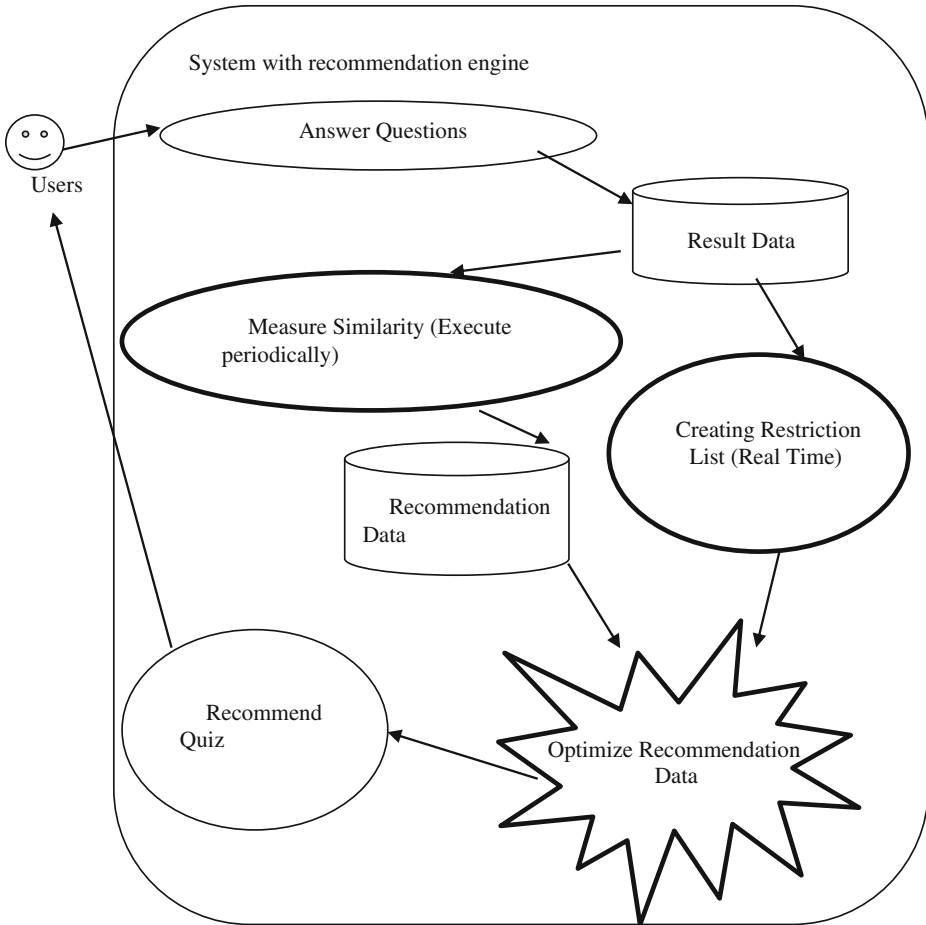 System with recommendation engine
Answer Questions
Users
Result Data
Measure Similarity (Execute
periodically)
Creating Restriction
List (Real Time)
Recommendation
Data
Recommend
Quiz
Optimize Recommendation
Data